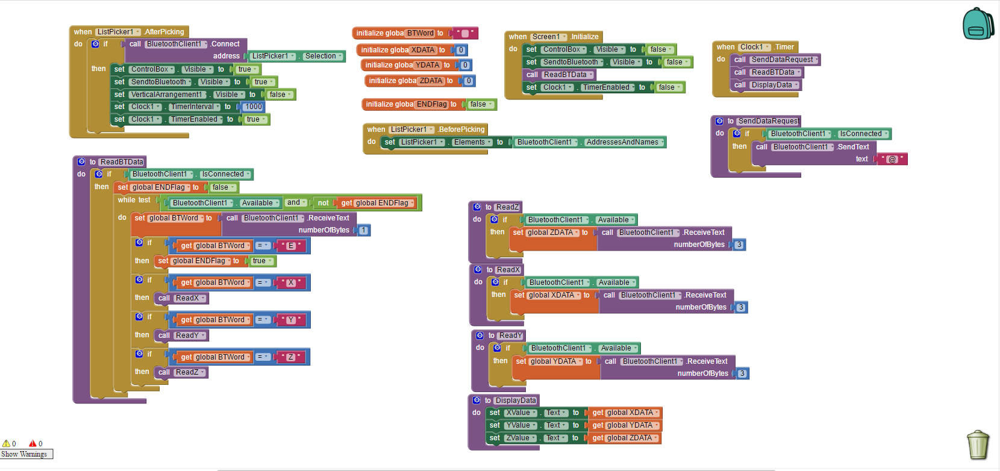 when ListPicker1 .AfterPicking
do if call BluetoothClient1 .Connect
address ListPicker1 . Selection
then set ControlBox . Visible to true
set SendtoBluetooth . Visible to true
set VerticalArrangement1 . Visible to false
set Clock1 . TimerInterval to 1000
set Clock1 . TimerEnabled to true
initialize globa BTWord to " "
initialize globa XDATA to 0
initialize globa YDATA to 0
initialize globa ZDATA to 0
initialize globa ENDFlag to false
when ListPicker1 .BeforePicking
do set ListPicker1 . Elements to BluetoothClient1 . AddressesAndNames
when Screen1 .Initialize
do set ControlBox . Visible to false
set SendtoBluetooth . Visible to false
call ReadBTData
set Clock1 . TimerEnabled to false
when Clock1 .Timer
do call SendDataRequest
call ReadBTData
call DisplayData
to SendDataRequest
do if BluetoothClient1 . IsConnected
then call BluetoothClient1 .SendText
text " @ "
to ReadBTData
do if BluetoothClient1 . IsConnected
then set global ENDFlag to false
while test BluetoothClient1 . Available and not get global ENDFlag
do set global BTWord to call BluetoothClient1 .ReceiveText
numberOfBytes 1
if get global BTWord = " E "
then set global ENDFlag to true
if get global BTWord = " X "
then call ReadX
if get global BTWord = " Y "
then call ReadY
if get global BTWord = " Z "
then call ReadZ
to ReadZ
do if BluetoothClient1 . Available
then set global ZDATA to call BluetoothClient1 .ReceiveText
numberOfBytes 3
to ReadX
do if BluetoothClient1 . Available
then set global XDATA to call BluetoothClient1 .ReceiveText
numberOfBytes 3
to ReadY
do if BluetoothClient1 . Available
then set global YDATA to call BluetoothClient1 .ReceiveText
numberOfBytes 3
to DisplayData
do set XValue . Text to get global XDATA
set YValue . Text to get global YDATA
set ZValue . Text to get global ZDATA
0 0
Show Warnings